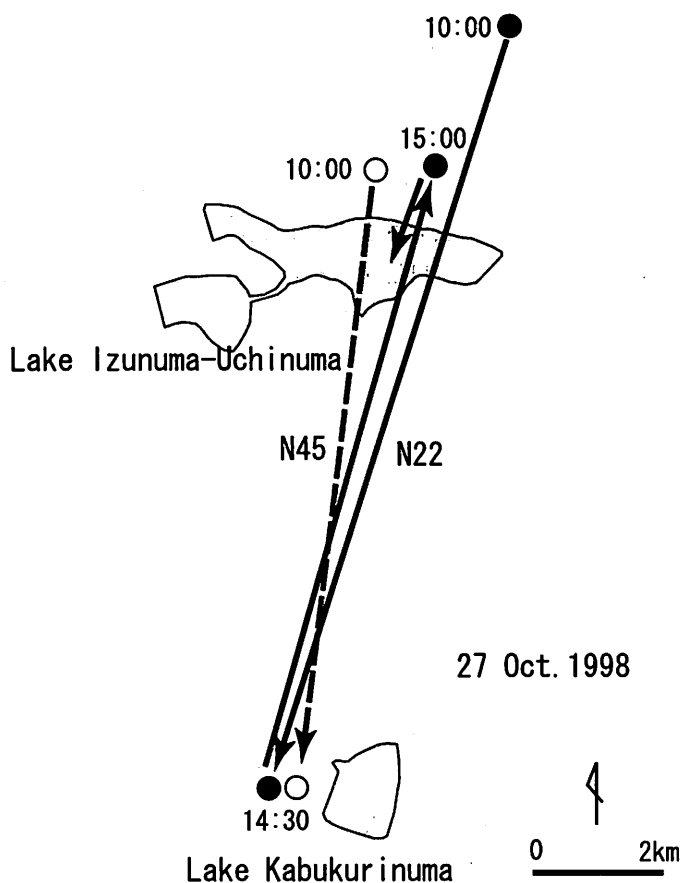 10:00
15:00
10:00
Lake Izunuma-Uchinuma
N45
N22
27 Oct. 1998
14:30
0 2km
Lake Kabukurinuma